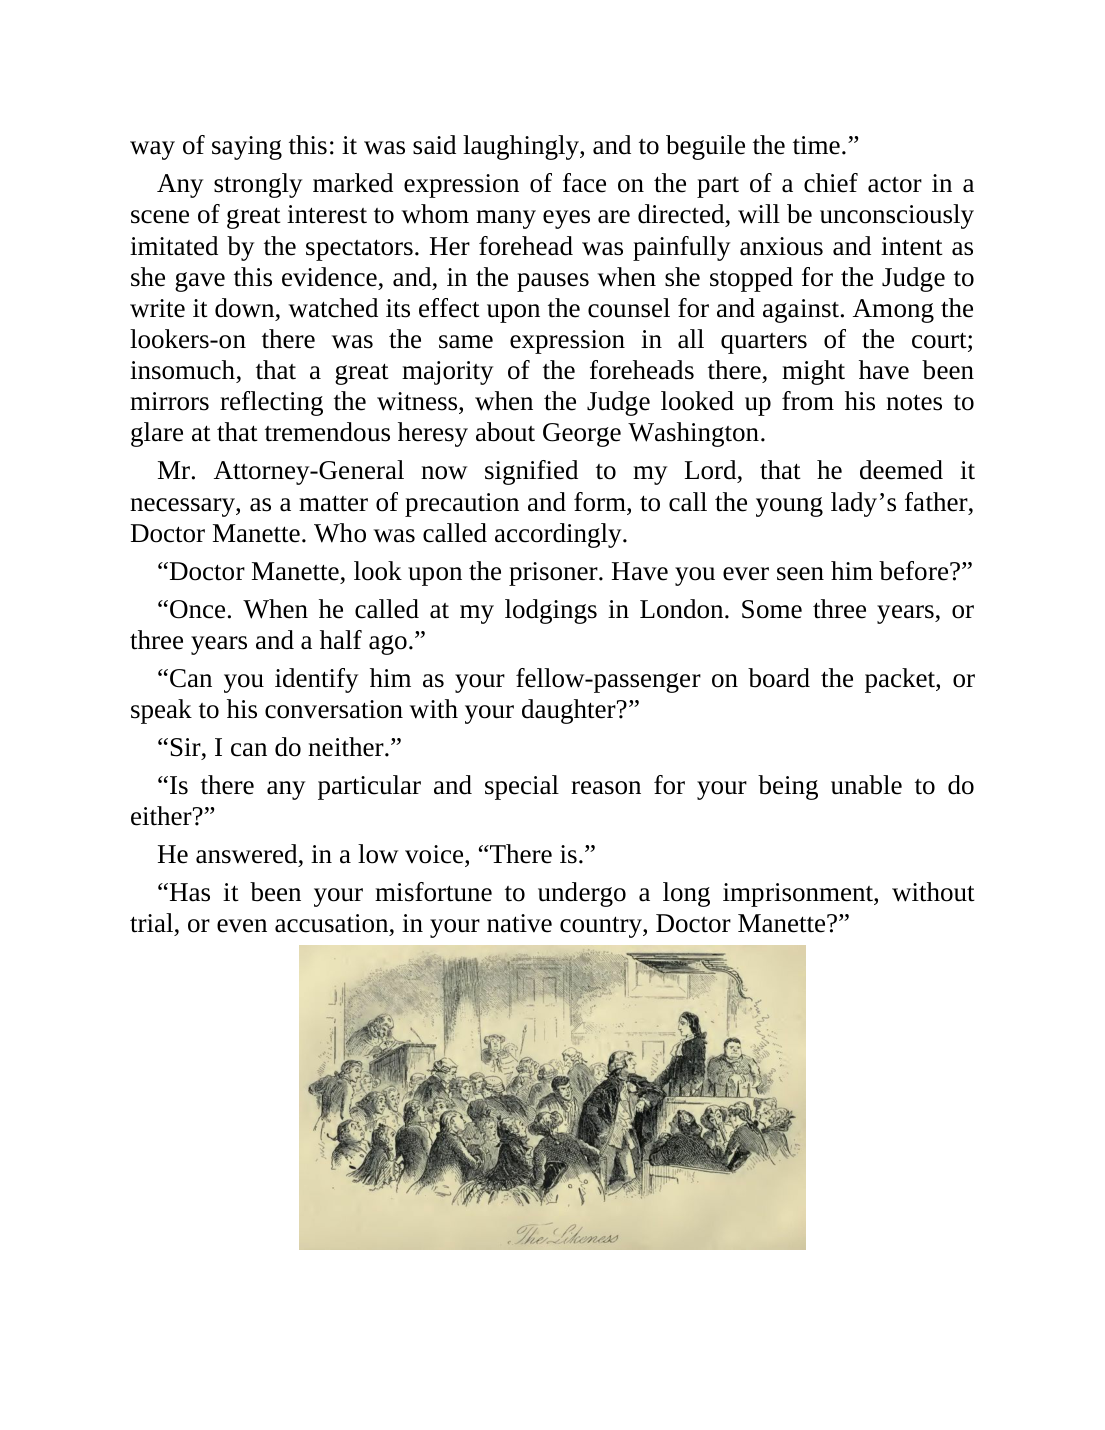 way of saying this: it was said laughingly, and to beguile the time.”
Any strongly marked expression of face on the part of a chief actor in a
scene of great interest to whom many eyes are directed, will be unconsciously
imitated by the spectators. Her forehead was painfully anxious and intent as
she gave this evidence, and, in the pauses when she stopped for the Judge to
write it down, watched its effect upon the counsel for and against. Among the
lookers-on there was the same expression in all quarters of the court;
insomuch, that a great majority of the foreheads there, might have been
mirrors reflecting the witness, when the Judge looked up from his notes to
glare at that tremendous heresy about George Washington.
Mr. Attorney-General now signified to my Lord, that he deemed it
necessary, as a matter of precaution and form, to call the young lady’s father,
Doctor Manette. Who was called accordingly.
“Doctor Manette, look upon the prisoner. Have you ever seen him before?”
“Once. When he called at my lodgings in London. Some three years, or
three years and a half ago.”
“Can you identify him as your fellow-passenger on board the packet, or
speak to his conversation with your daughter?”
“Sir, I can do neither.”
“Is there any particular and special reason for your being unable to do
either?”
He answered, in a low voice, “There is.”
“Has it been your misfortune to undergo a long imprisonment, without
trial, or even accusation, in your native country, Doctor Manette?”
The Likeness